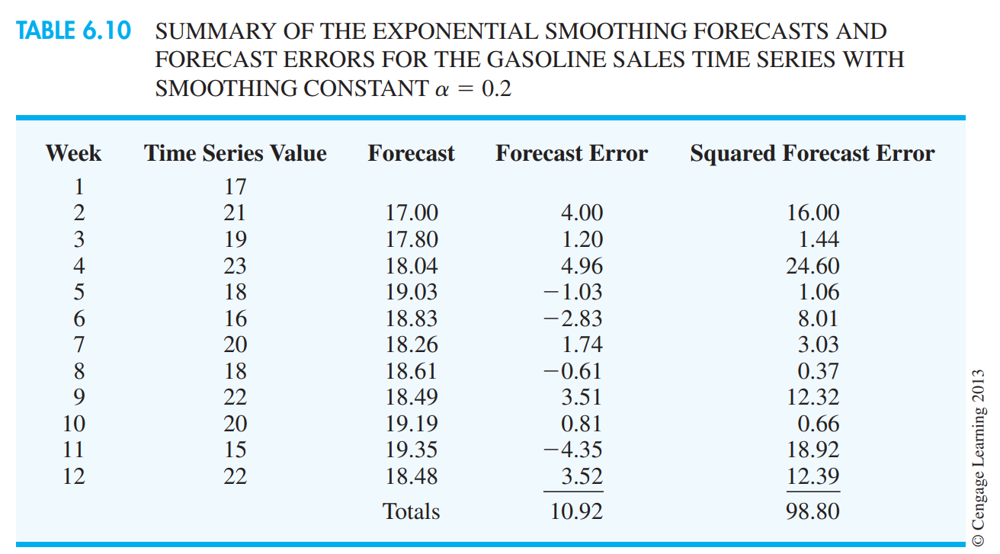 TABLE 6.10 SUMMARY OF THE EXPONENTIAL SMOOTHING FORECASTS AND
FORECAST ERRORS FOR THE GASOLINE SALES TIME SERIES WITH
SMOOTHING CONSTANT α = 0.2
Week Time Series Value Forecast Forecast Error Squared Forecast Error
1 17
2 21 17.00 4.00 16.00
3 19 17.80 1.20 1.44
4 23 18.04 4.96 24.60
5 18 19.03 −1.03 1.06
6 16 18.83 −2.83 8.01
7 20 18.26 1.74 3.03
8 18 18.61 −0.61 0.37
9 22 18.49 3.51 12.32
10 20 19.19 0.81 0.66
11 15 19.35 −4.35 18.92
12 22 18.48 3.52 12.39
Totals 10.92 98.80
© Cengage Learning 2013